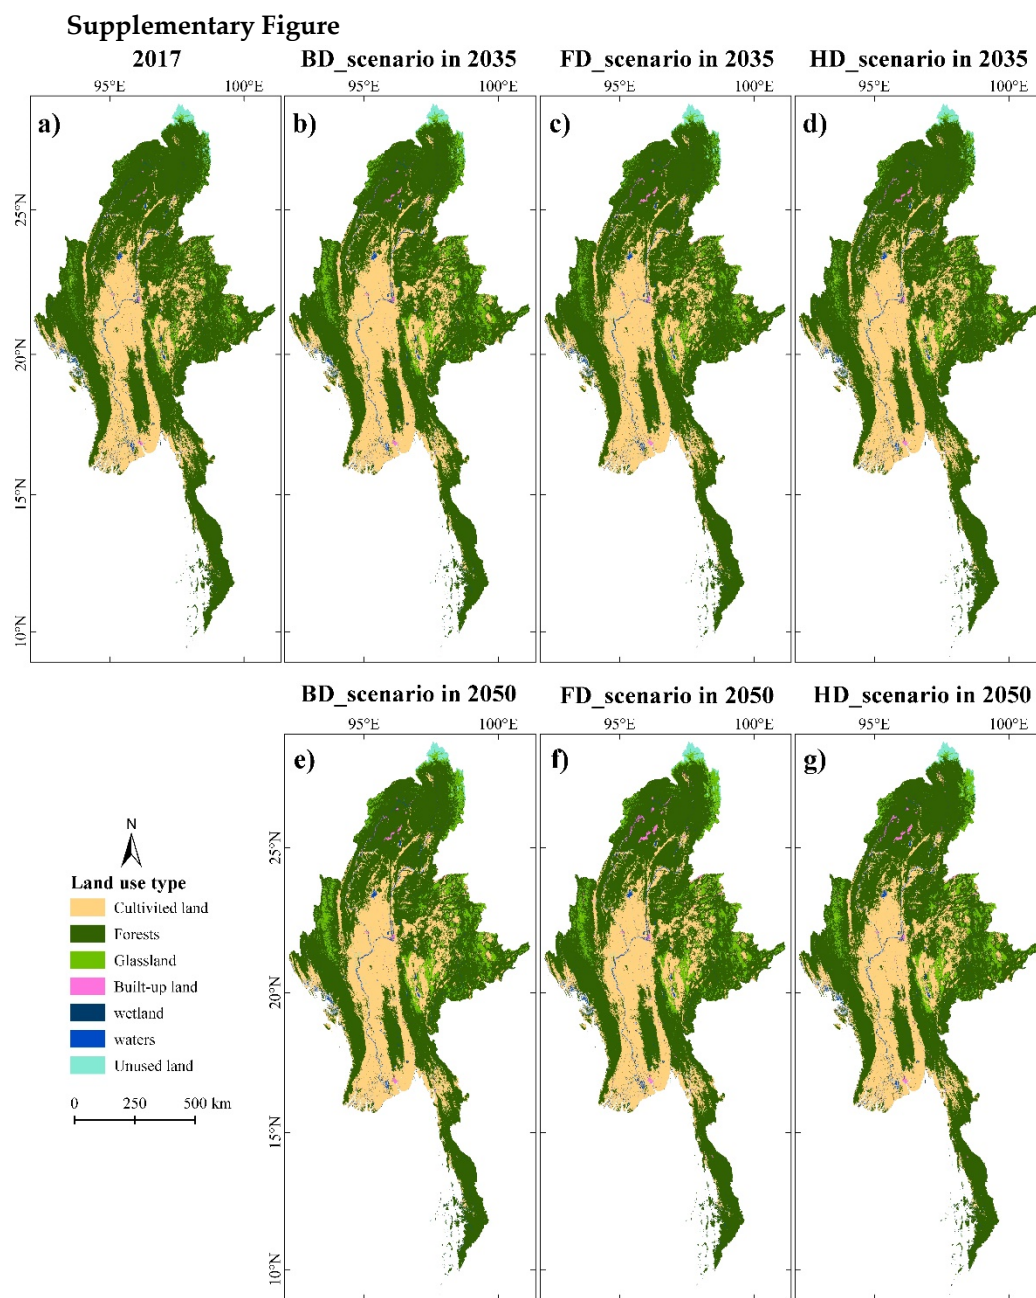 Supplementary Figure
2017
BD_scenario in 2035
FD_scenario in 2035
HD_scenario in 2035
95°E 100°E
95°E 100°E
95°E 100°E
95°E 100°E
a)
b)
c)
d)
25°N
20°N
15°N
10°N
BD_scenario in 2050
FD_scenario in 2050
HD_scenario in 2050
95°E 100°E
95°E 100°E
95°E 100°E
e)
f)
g)
25°N
20°N
15°N
10°N
N
Land use type
Cultivited land
Forests
Glassland
Built-up land
wetland
waters
Unused land
0 250 500 km